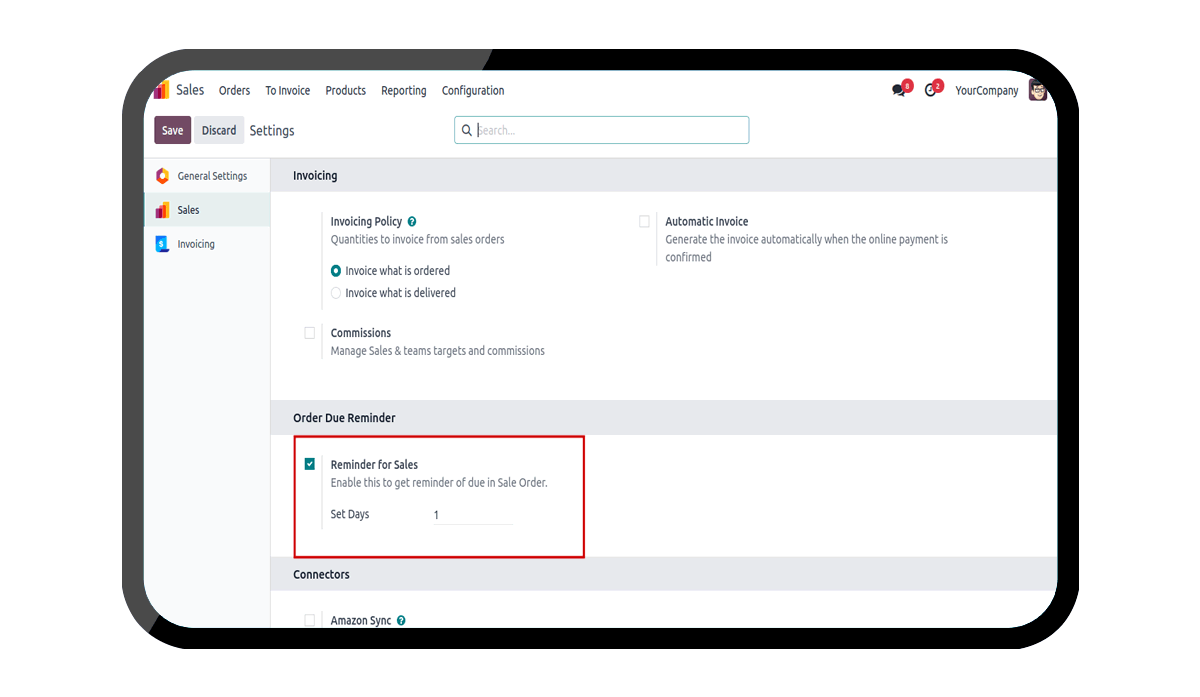 Sales Orders To Invoice Products Reporting Configuration 8 2 YourCompany
Save Discard Settings Search...
General Settings
Sales
Invoicing
Invoicing
Invoicing Policy ?
Quantities to invoice from sales orders
Invoice what is ordered
Invoice what is delivered
Automatic Invoice
Generate the invoice automatically when the online payment is
confirmed
Commissions
Manage Sales & teams targets and commissions
Order Due Reminder
Reminder for Sales
Enable this to get reminder of due in Sale Order.
Set Days 1
Connectors
Amazon Sync ?